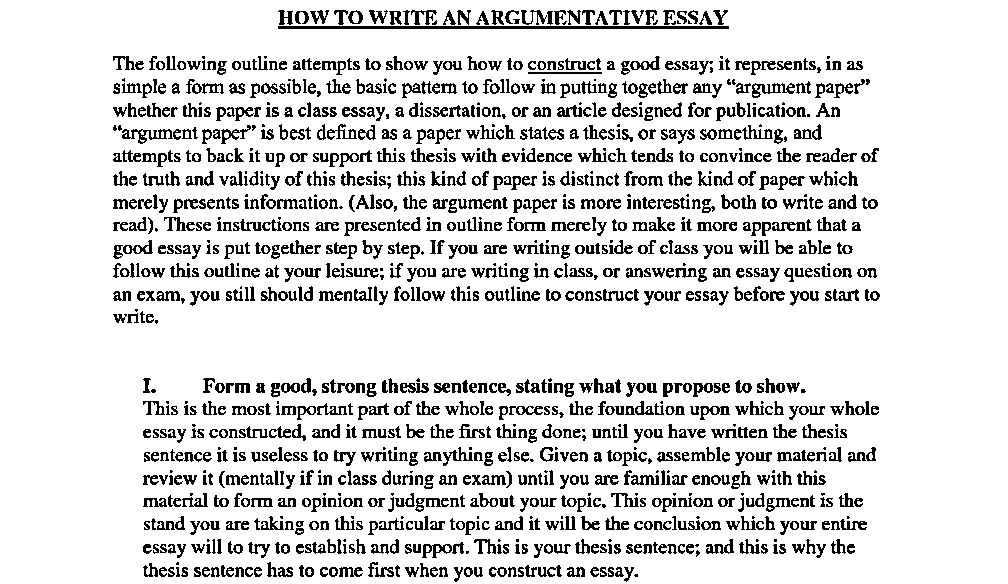 HOW TO WRITE AN ARGUMENTATIVE ESSAY
The following outline attempts to show you how to construct a good essay; it represents, in as
simple a form as possible, the basic pattern to follow in putting together any “argument paper”
whether this paper is a class essay, a dissertation, or an article designed for publication. An
“argument paper” is best defined as a paper which states a thesis, or says something, and
attempts to back it up or support this thesis with evidence which tends to convince the reader of
the truth and validity of this thesis; this kind of paper is distinct from the kind of paper which
merely presents information. (Also, the argument paper is more interesting, both to write and to
read). These instructions are presented in outline form merely to make it more apparent that a
good essay is put together step by step. If you are writing outside of class you will be able to
follow this outline at your leisure; if you are writing in class, or answering an essay question on
an exam, you still should mentally follow this outline to construct your essay before you start to
write.
I. Form a good, strong thesis sentence, stating what you propose to show.
This is the most important part of the whole process, the foundation upon which your whole
essay is constructed, and it must be the first thing done; until you have written the thesis
sentence it is useless to try writing anything else. Given a topic, assemble your material and
review it (mentally if in class during an exam) until you are familiar enough with this
material to form an opinion or judgment about your topic. This opinion or judgment is the
stand you are taking on this particular topic and it will be the conclusion which your entire
essay will to try to establish and support. This is your thesis sentence; and this is why the
thesis sentence has to come first when you construct an essay.